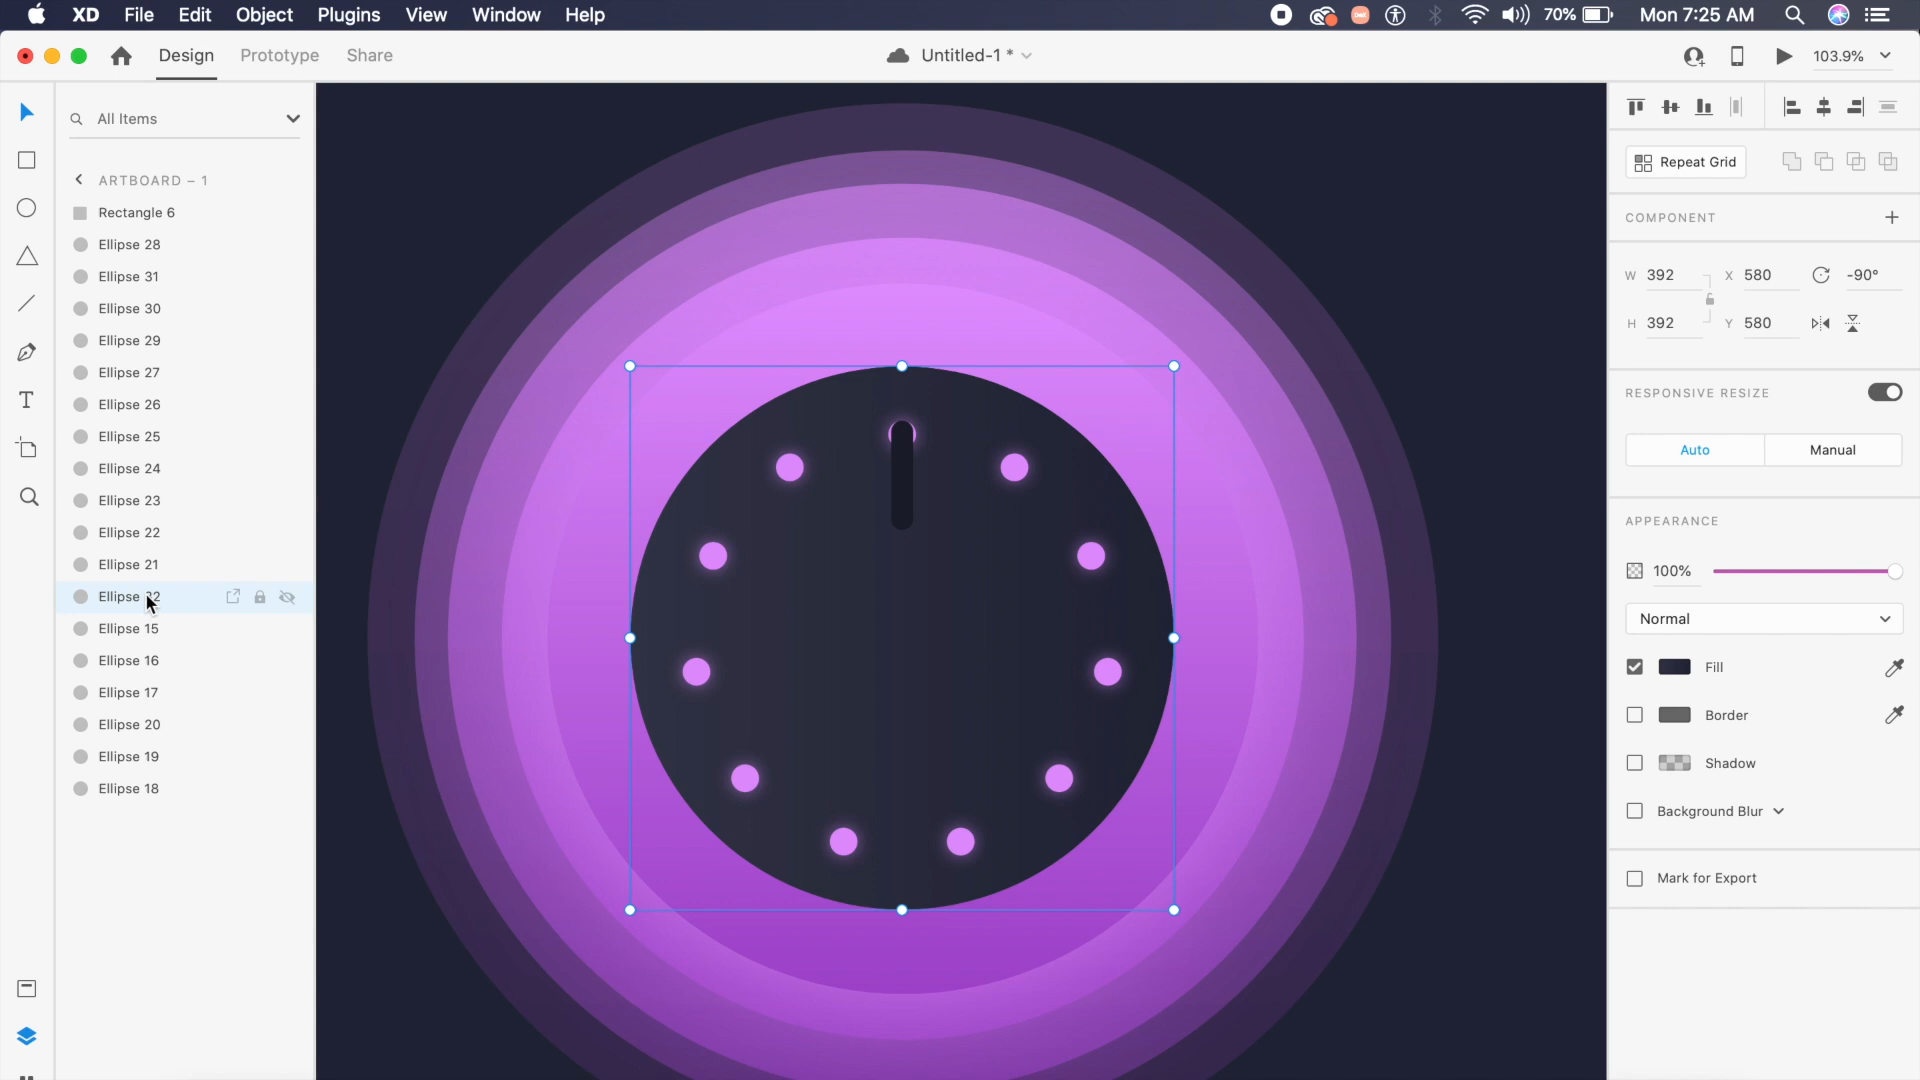 XD File Edit Object Plugins View Window Help 70% Mon 7:25 AM
Design Prototype Share Untitled-1 * 103.9%
All Items
ARTBOARD – 1
Rectangle 6
Ellipse 28
Ellipse 31
Ellipse 30
Ellipse 29
Ellipse 27
Ellipse 26
Ellipse 25
Ellipse 24
Ellipse 23
Ellipse 22
Ellipse 21
Ellipse
Ellipse 15
Ellipse 16
Ellipse 17
Ellipse 20
Ellipse 19
Ellipse 18
Repeat Grid
COMPONENT
W 392 X 580 -90°
H 392 Y 580
RESPONSIVE RESIZE
Auto Manual
APPEARANCE
100%
Normal
Fill
Border
Shadow
Background Blur
Mark for Export